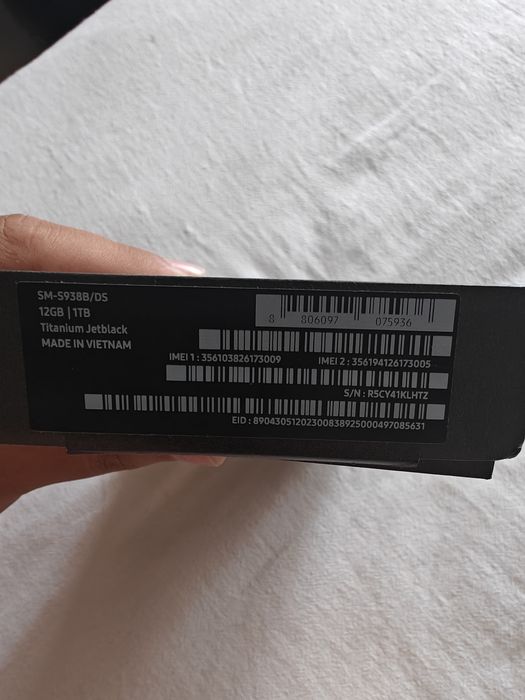 SM-S938B/DS
12GB | 1TB
Titanium Jetblack
MADE IN VIETNAM
8 806097 075936
IMEI 1 : 356103826173009 IMEI 2 : 356194126173005
S/N : R5CY41KLHTZ
EID : 89043051202300838925000497085631